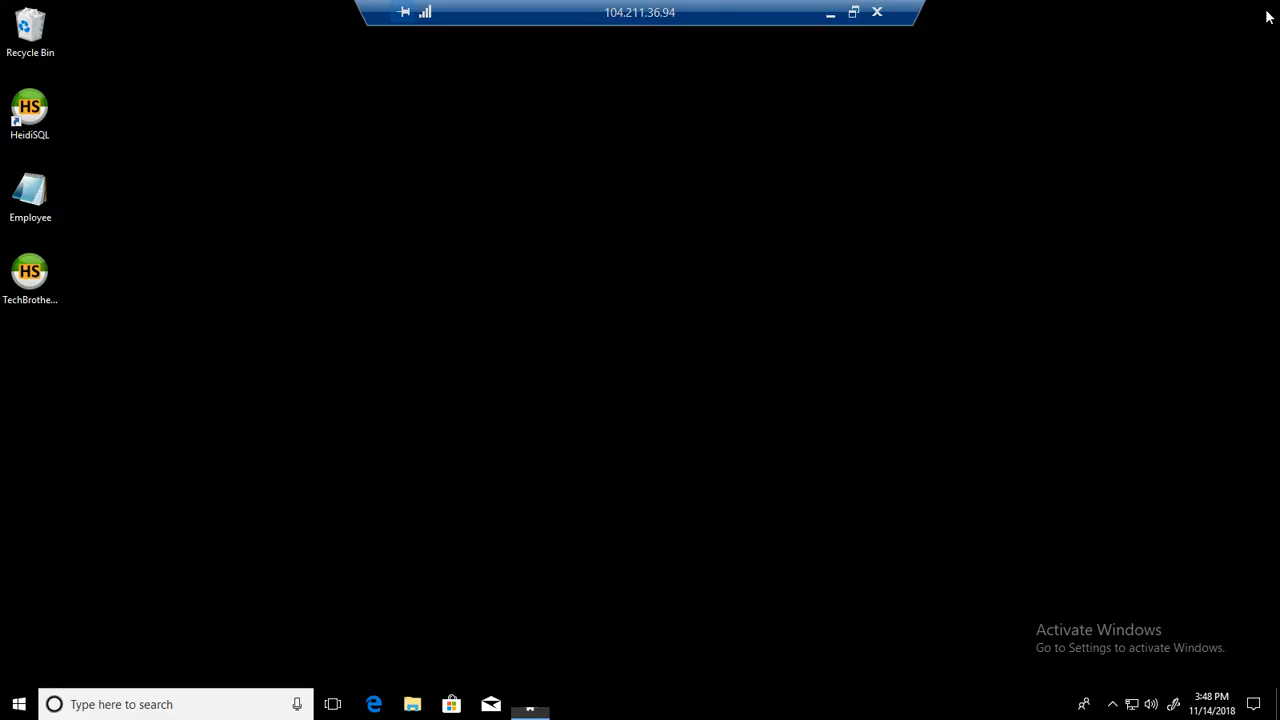 104.211.36.94
Recycle Bin
HS
HeidiSQL
Employee
HS
TechBrothe...
Activate Windows
Go to Settings to activate Windows.
Type here to search
3:48 PM
11/14/2018